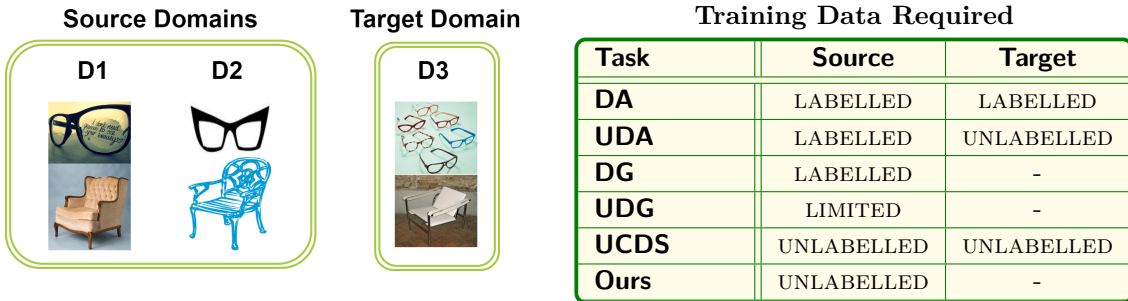 Source Domains
Target Domain
Training Data Required
D1
D2
D3
Task Source Target
DA LABELLED LABELLED
UDA LABELLED UNLABELLED
DG LABELLED -
UDG LIMITED -
UCDS UNLABELLED UNLABELLED
Ours UNLABELLED -